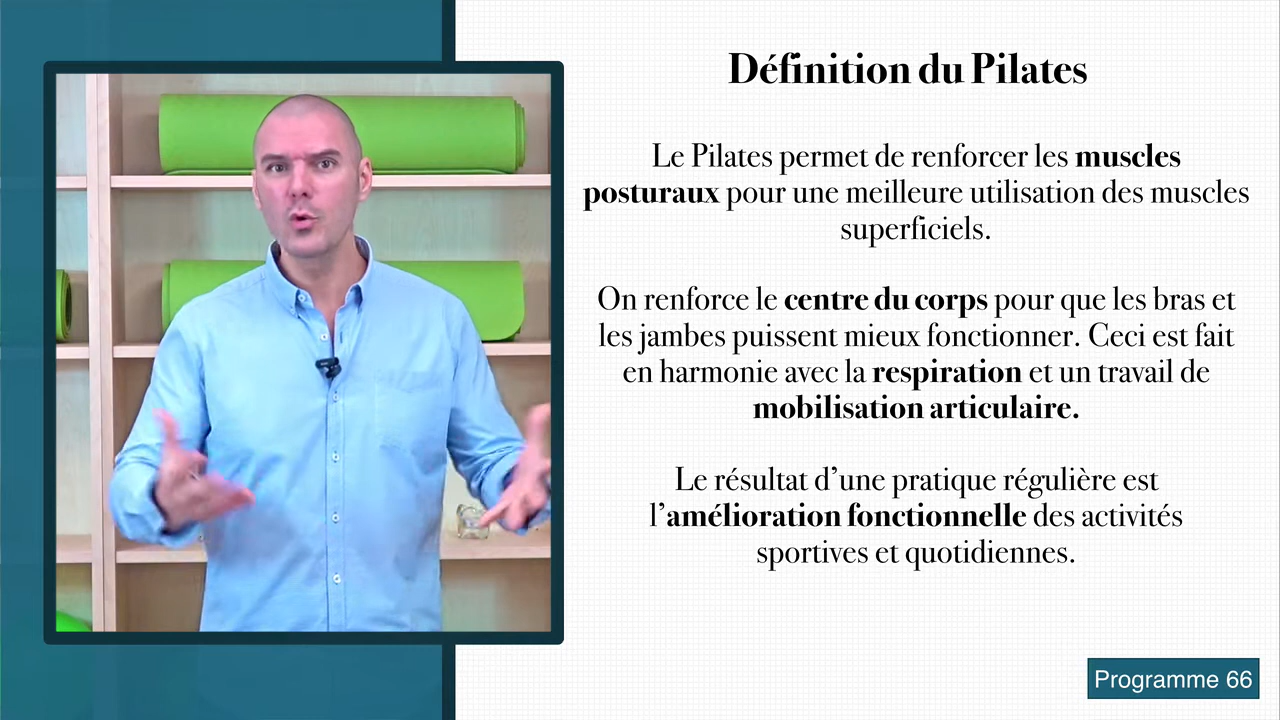 Définition du Pilates
Le Pilates permet de renforcer les muscles
posturaux pour une meilleure utilisation des muscles
superficiels.
On renforce le centre du corps pour que les bras et
les jambes puissent mieux fonctionner. Ceci est fait
en harmonie avec la respiration et un travail de
mobilisation articulaire.
Le résultat d’une pratique régulière est
l’amélioration fonctionnelle des activités
sportives et quotidiennes.
Programme 66